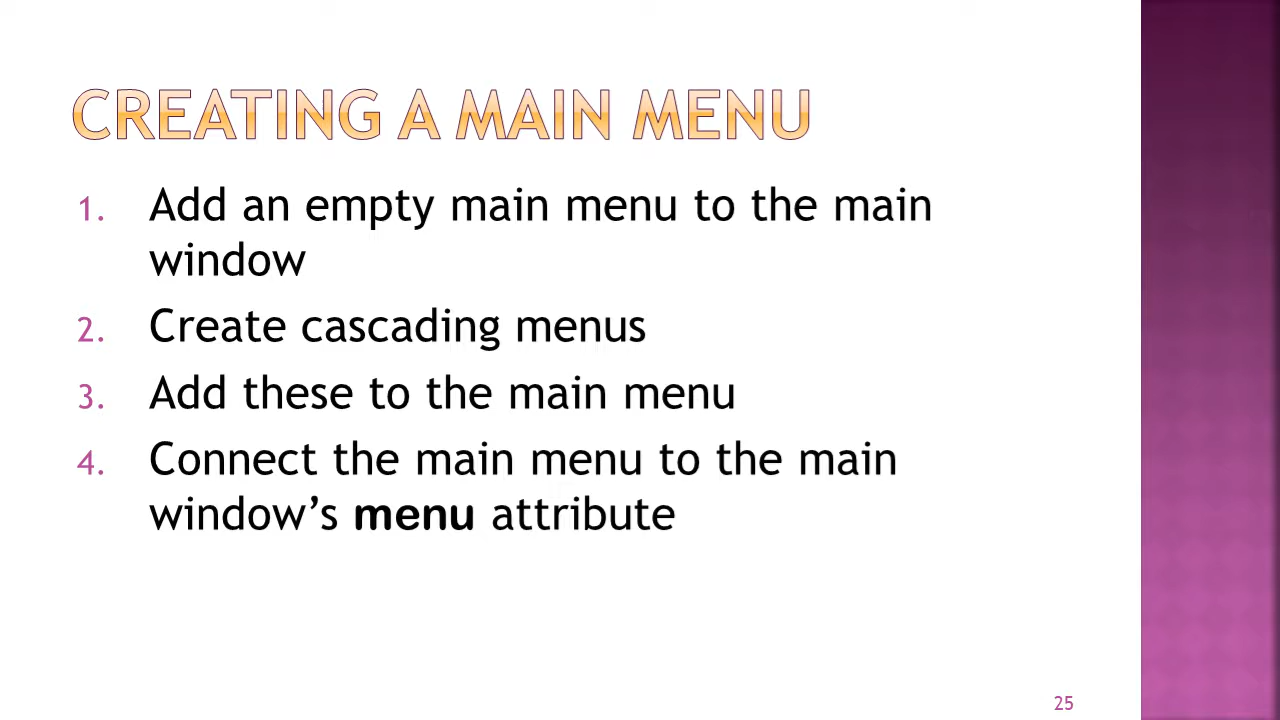 CREATING A MAIN MENU
1. Add an empty main menu to the main
window
2. Create cascading menus
3. Add these to the main menu
4. Connect the main menu to the main
window’s menu attribute
25